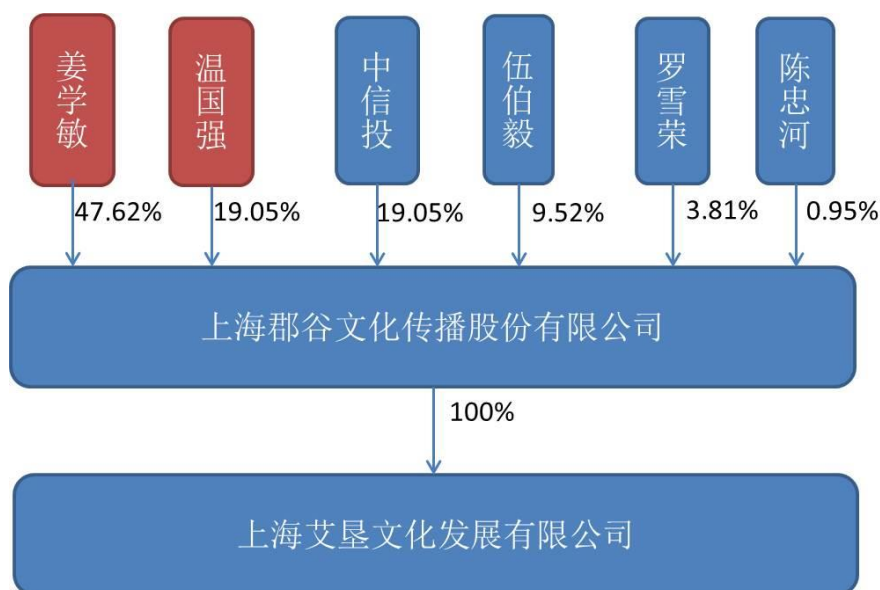 姜学敏
温国强
中信投
伍伯毅
罗雪荣
陈忠河
47.62%
19.05%
19.05%
9.52%
3.81%
0.95%
上海郡谷文化传播股份有限公司
100%
上海艾垦文化发展有限公司